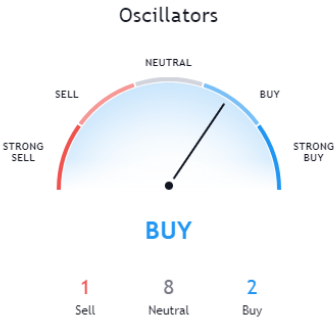 Oscillators
NEUTRAL
SELL
BUY
STRONG
SELL
STRONG
BUY
BUY
1
8
2
Sell
Neutral
Buy